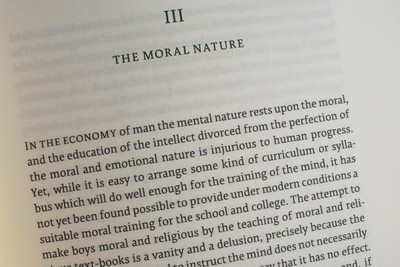 III
THE MORAL NATURE
IN THE ECONOMY of man the mental nature rests upon the moral,
and the education of the intellect divorced from the perfection of
the moral and emotional nature is injurious to human progress.
Yet, while it is easy to arrange some kind of curriculum or sylla-
bus which will do well enough for the training of the mind, it has
not yet been found possible to provide under modern conditions a
suitable moral training for the school and college. The attempt to
make boys moral and religious by the teaching of moral and reli-
text-books is a vanity and a delusion, precisely because the
to instruct the mind does not necessarily
say that it has no effect.
and, if